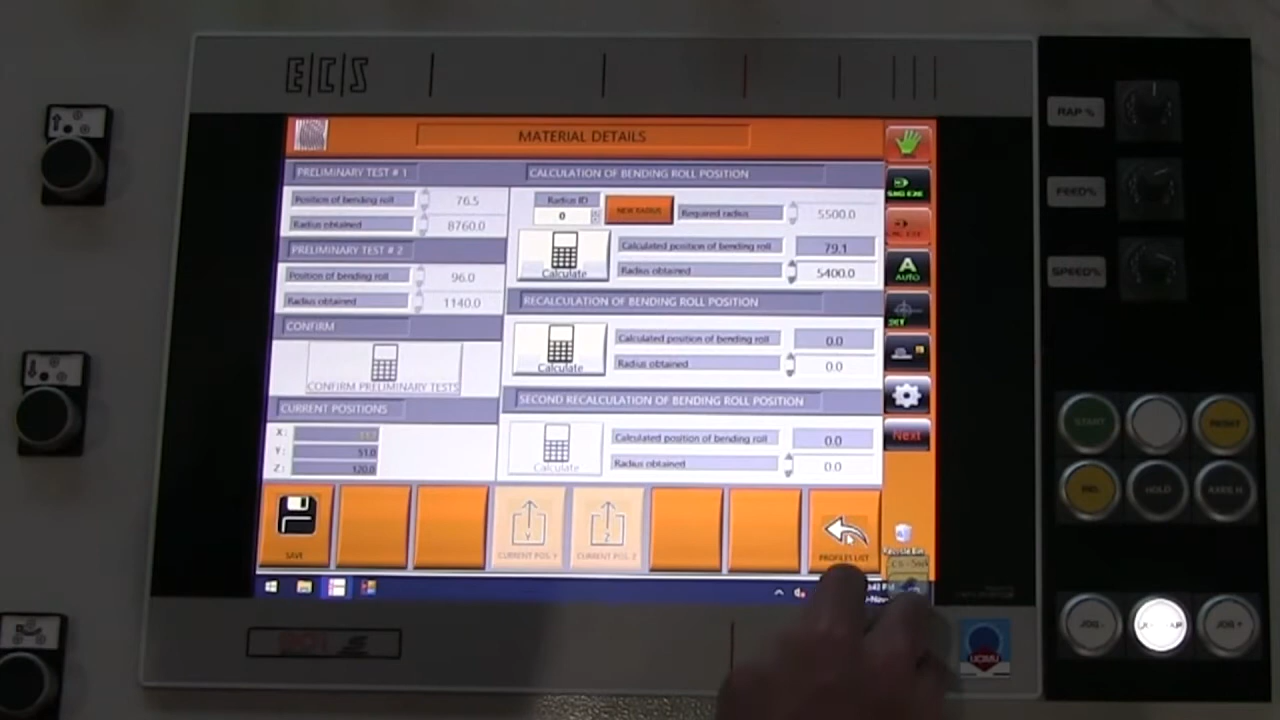 E|C|S
MATERIAL DETAILS
PRELIMINARY TEST # 1
Position of bending roll 76.5
Radius obtained 8760.0
PRELIMINARY TEST # 2
Position of bending roll 96.0
Radius obtained 1140.0
CONFIRM
CONFIRM PRELIMINARY TESTS
CURRENT POSITIONS
X:
Y: 51.0
Z: 120.0
CALCULATION OF BENDING ROLL POSITION
Radius ID
0
NEW RADIUS
Required radius 5500.0
Calculate
Calculated position of bending roll 79.1
Radius obtained 5400.0
RECALCULATION OF BENDING ROLL POSITION
Calculate
Calculated position of bending roll 0.0
Radius obtained 0.0
SECOND RECALCULATION OF BENDING ROLL POSITION
Calculate
Calculated position of bending roll 0.0
Radius obtained 0.0
A
AUTO
Next
SAVE
Y
CURRENT POS. Y
Z
CURRENT POS. Z
PROFILES LIST
Recycle Bin
RAP %
FEED%
SPEED%
START
RESET
HOLD
AXES H.
JOG -
JOG +
UCIMU